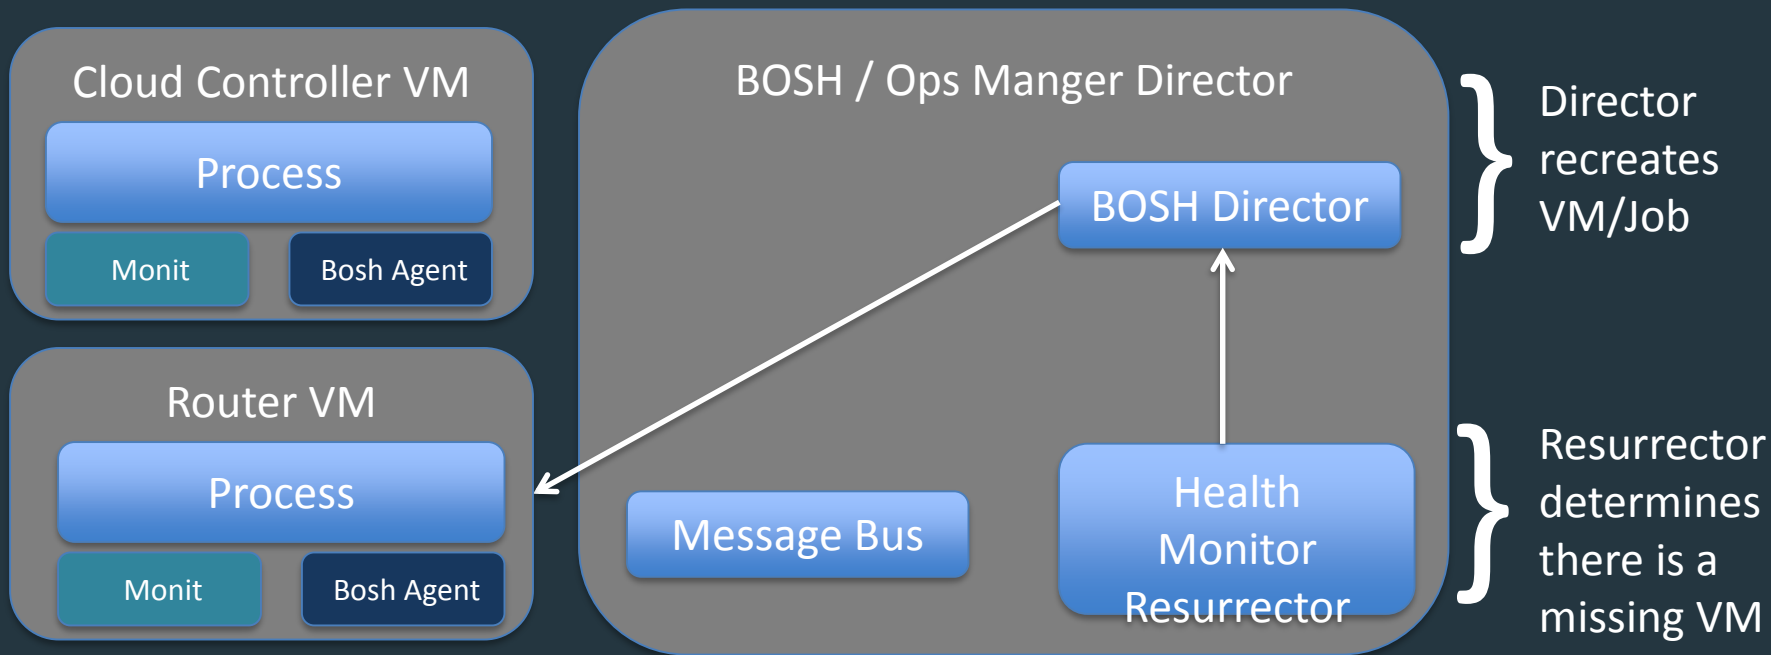 Cloud Controller VM
Process
Monit
Bosh Agent
Router VM
Process
Monit
Bosh Agent
BOSH / Ops Manger Director
BOSH Director
Message Bus
Health
Monitor
Resurrector
Director
recreates
VM/Job
Resurrector
determines
there is a
missing VM